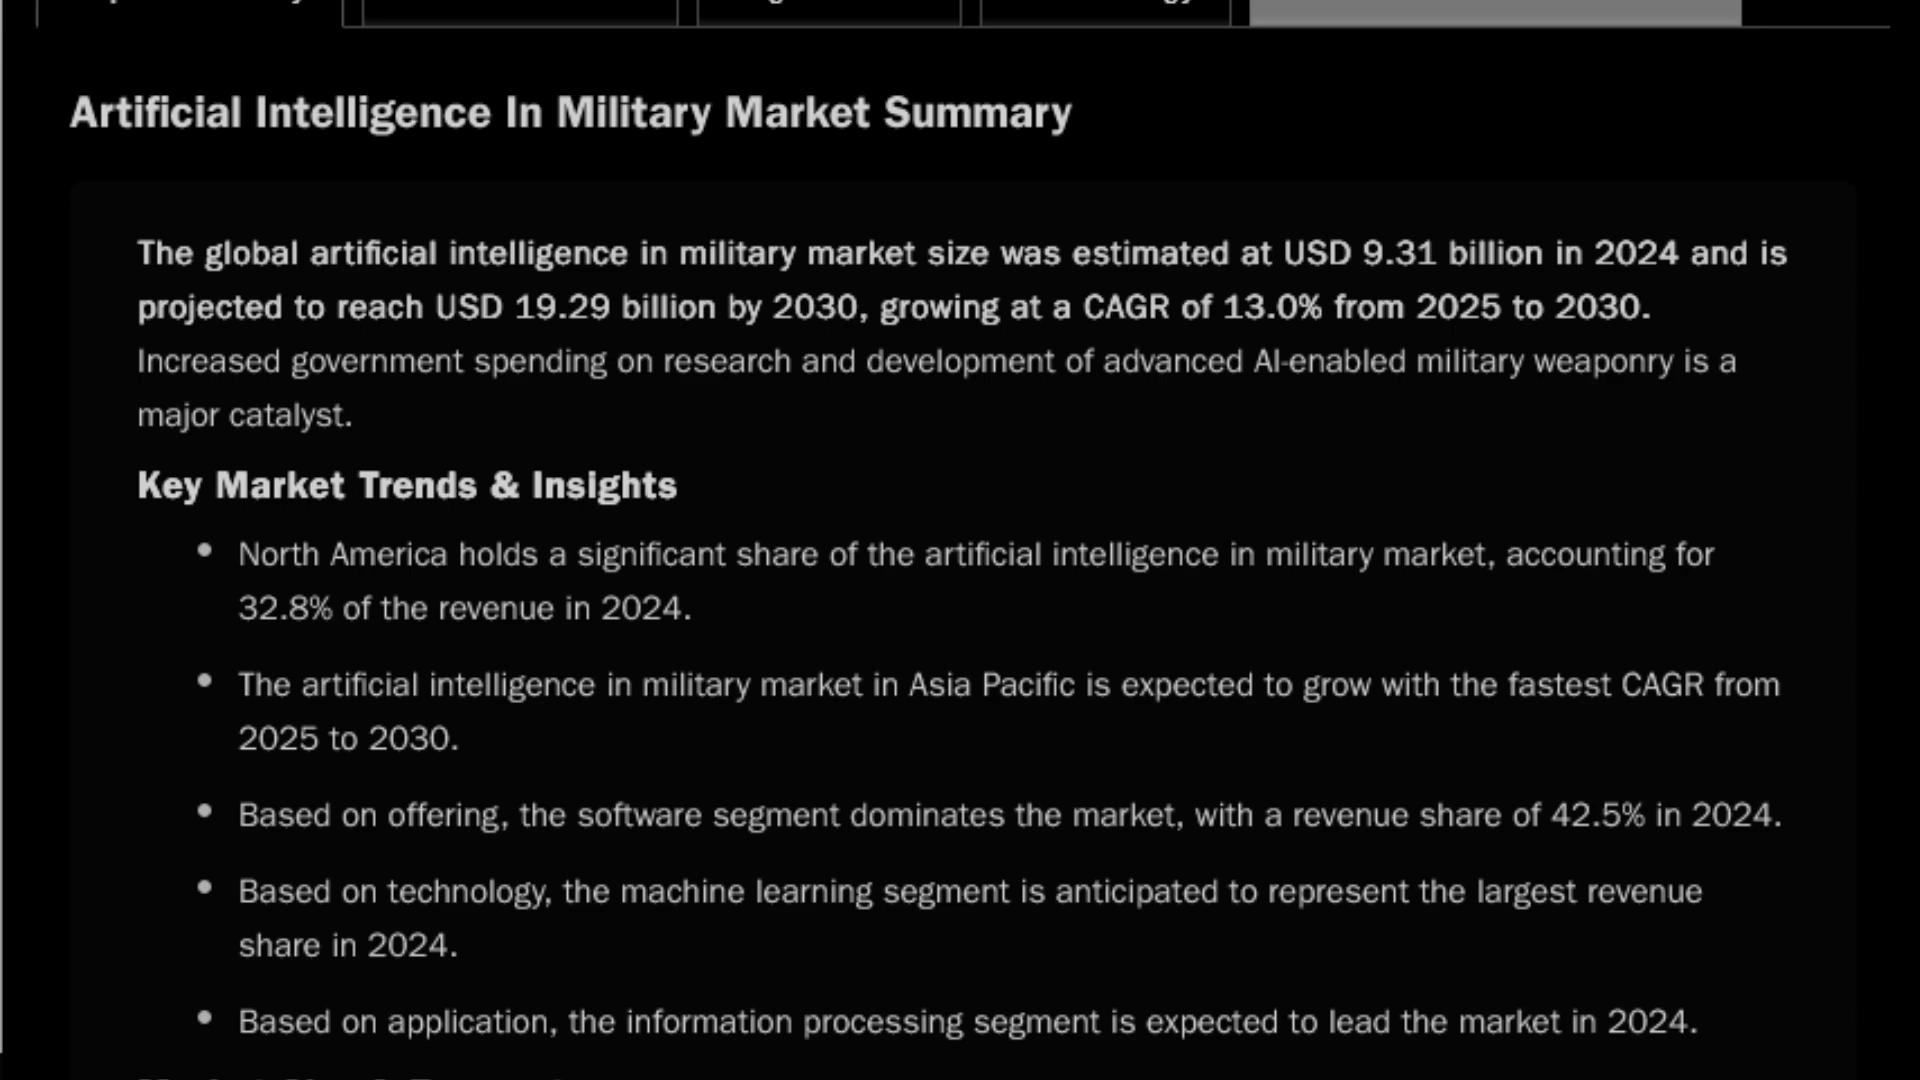 Artificial Intelligence In Military Market Summary
The global artificial intelligence in military market size was estimated at USD 9.31 billion in 2024 and is
projected to reach USD 19.29 billion by 2030, growing at a CAGR of 13.0% from 2025 to 2030.
Increased government spending on research and development of advanced AI-enabled military weaponry is a
major catalyst.
Key Market Trends & Insights
• North America holds a significant share of the artificial intelligence in military market, accounting for
32.8% of the revenue in 2024.
• The artificial intelligence in military market in Asia Pacific is expected to grow with the fastest CAGR from
2025 to 2030.
• Based on offering, the software segment dominates the market, with a revenue share of 42.5% in 2024.
• Based on technology, the machine learning segment is anticipated to represent the largest revenue
share in 2024.
• Based on application, the information processing segment is expected to lead the market in 2024.